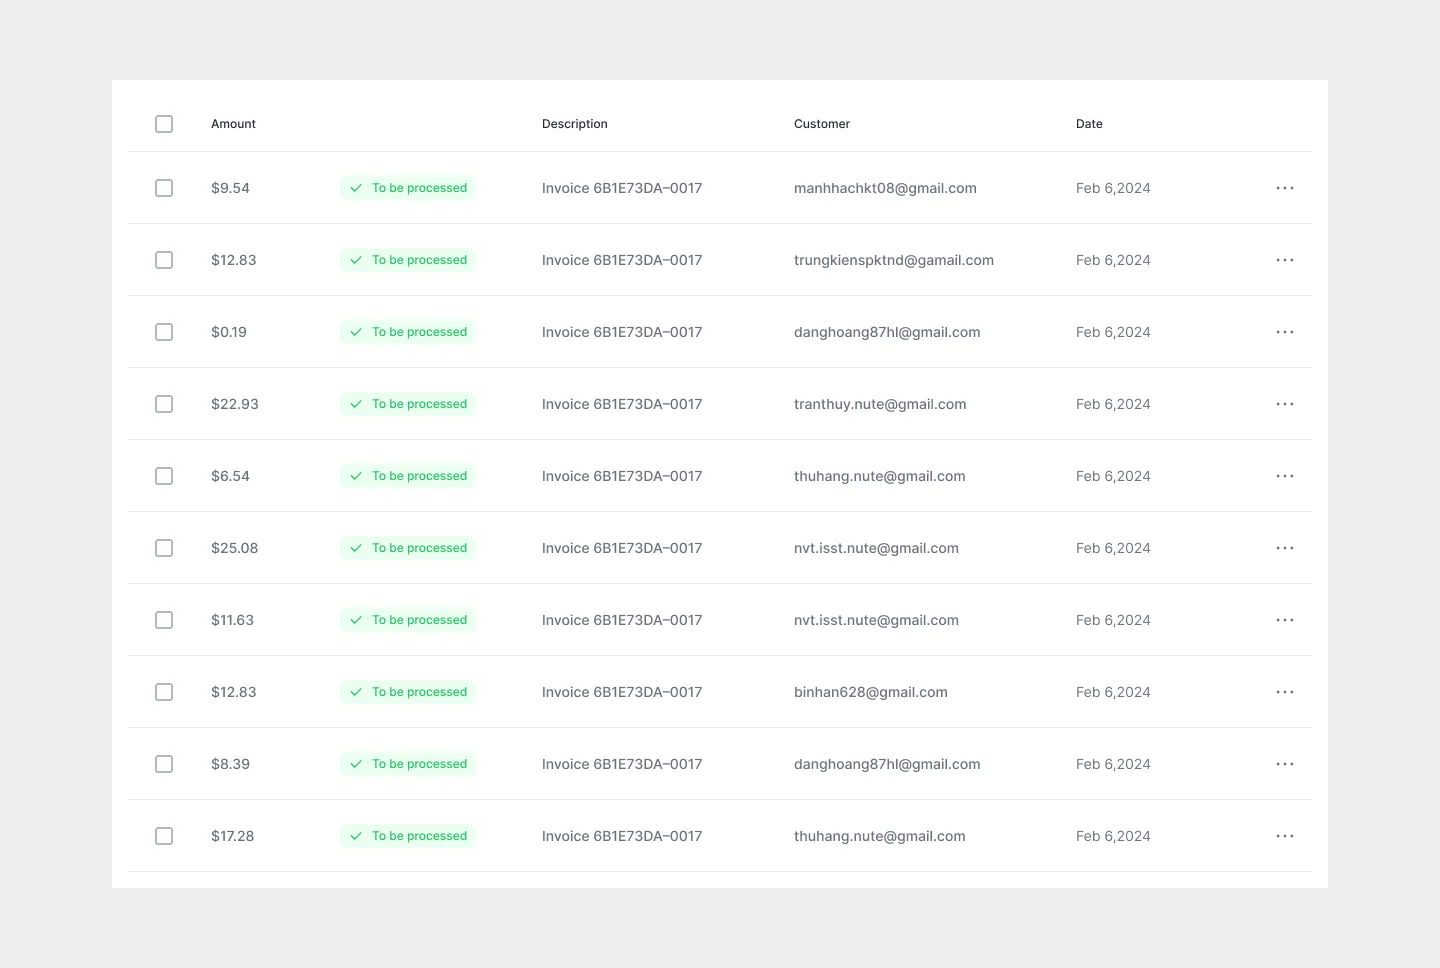 Amount Description Customer Date
$9.54 To be processed Invoice 6B1E73DA–0017 manhhachkt08@gmail.com Feb 6,2024
$12.83 To be processed Invoice 6B1E73DA–0017 trungkienspktnd@gamail.com Feb 6,2024
$0.19 To be processed Invoice 6B1E73DA–0017 danghoang87hl@gmail.com Feb 6,2024
$22.93 To be processed Invoice 6B1E73DA–0017 tranthuy.nute@gmail.com Feb 6,2024
$6.54 To be processed Invoice 6B1E73DA–0017 thuhang.nute@gmail.com Feb 6,2024
$25.08 To be processed Invoice 6B1E73DA–0017 nvt.isst.nute@gmail.com Feb 6,2024
$11.63 To be processed Invoice 6B1E73DA–0017 nvt.isst.nute@gmail.com Feb 6,2024
$12.83 To be processed Invoice 6B1E73DA–0017 binhan628@gmail.com Feb 6,2024
$8.39 To be processed Invoice 6B1E73DA–0017 danghoang87hl@gmail.com Feb 6,2024
$17.28 To be processed Invoice 6B1E73DA–0017 thuhang.nute@gmail.com Feb 6,2024